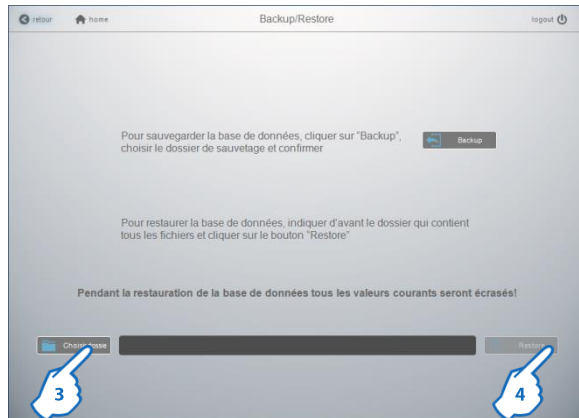 retour
home
Backup/Restore
logout
Pour sauvegarder la base de données, cliquer sur "Backup",
choisir le dossier de sauvetage et confirmer
Backup
Pour restaurer la base de données, indiquer d'avant le dossier qui contient
tous les fichiers et cliquer sur le bouton "Restore"
Pendant la restauration de la base de données tous les valeurs courants seront écrasés!
Choisir dosse
Restore
3
4